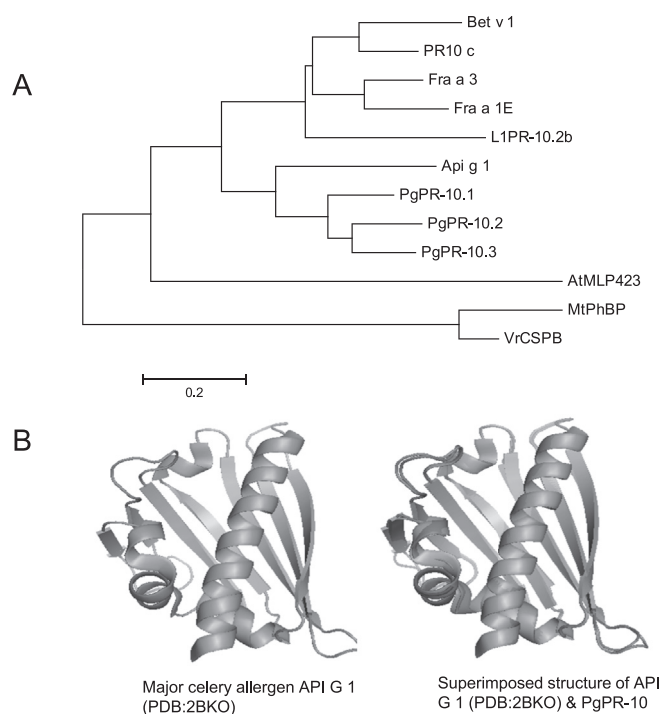 A
Bet v 1
PR10 c
Fra a 3
Fra a 1E
L1PR-10.2b
Api g 1
PgPR-10.1
PgPR-10.2
PgPR-10.3
AtMLP423
MtPhBP
VrCSPB
0.2
B
Major celery allergen API G 1
(PDB:2BKO)
Superimposed structure of API
G 1 (PDB:2BKO) & PgPR-10